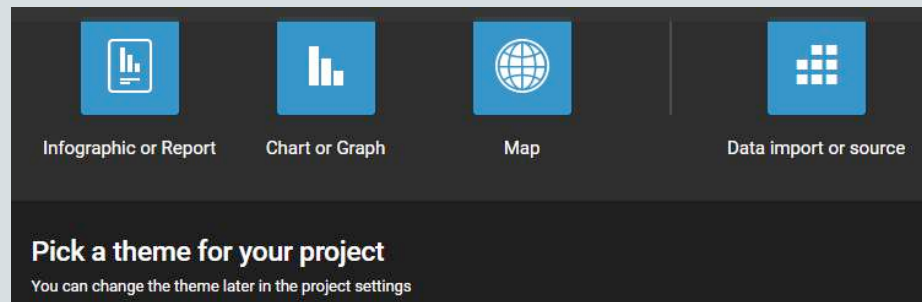 Infographic or Report
Chart or Graph
Map
Data import or source
Pick a theme for your project
You can change the theme later in the project settings